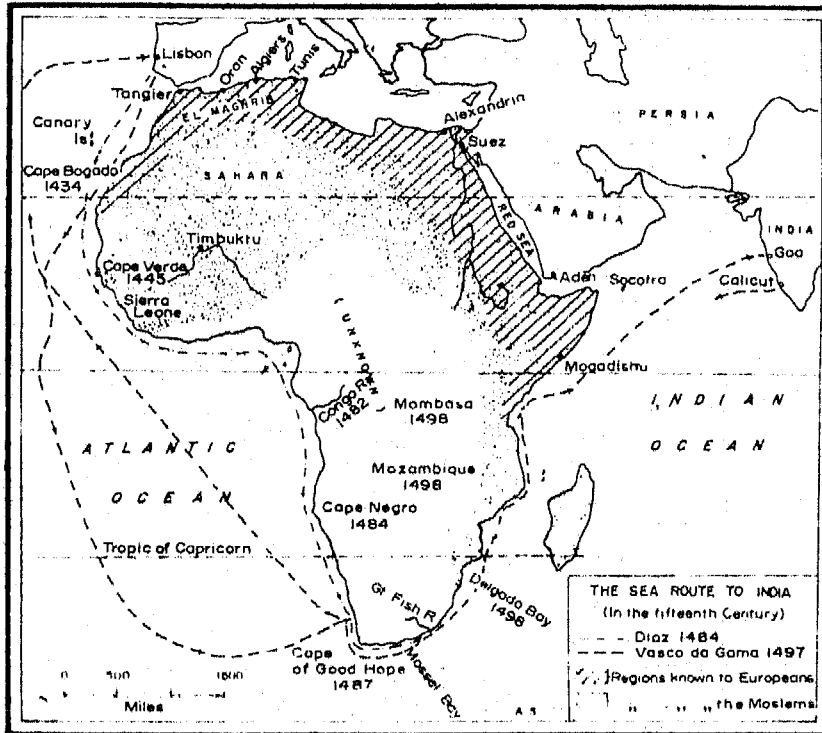 Lisbon
Oran
Algiers
Tunis
Tangier
EL MAGHRIB
Alexandria
Suez
PERSIA
Canary
Is.
Cape Bogado
1434
SAHARA
RED SEA
ARABIA
INDIA
Goa
Timbuktu
Cape Verde
1445
Aden
Socotra
Calicut
Sierra
Leone
UNKNOWN
Mogadishu
Congo R.
1482
Mombasa
1498
INDIAN
OCEAN
ATLANTIC
OCEAN
Mozambique
1498
Cape Negro
1484
Tropic of Capricorn
Gt Fish R
Delgado Bay
1498
Cape
of Good Hope
1487
Mossel Bay
0 500
Miles
A S
THE SEA ROUTE TO INDIA
(In the fifteenth Century)
Diaz 1484
Vasco da Gama 1497
Regions known to Europeans
" " " the Moslems